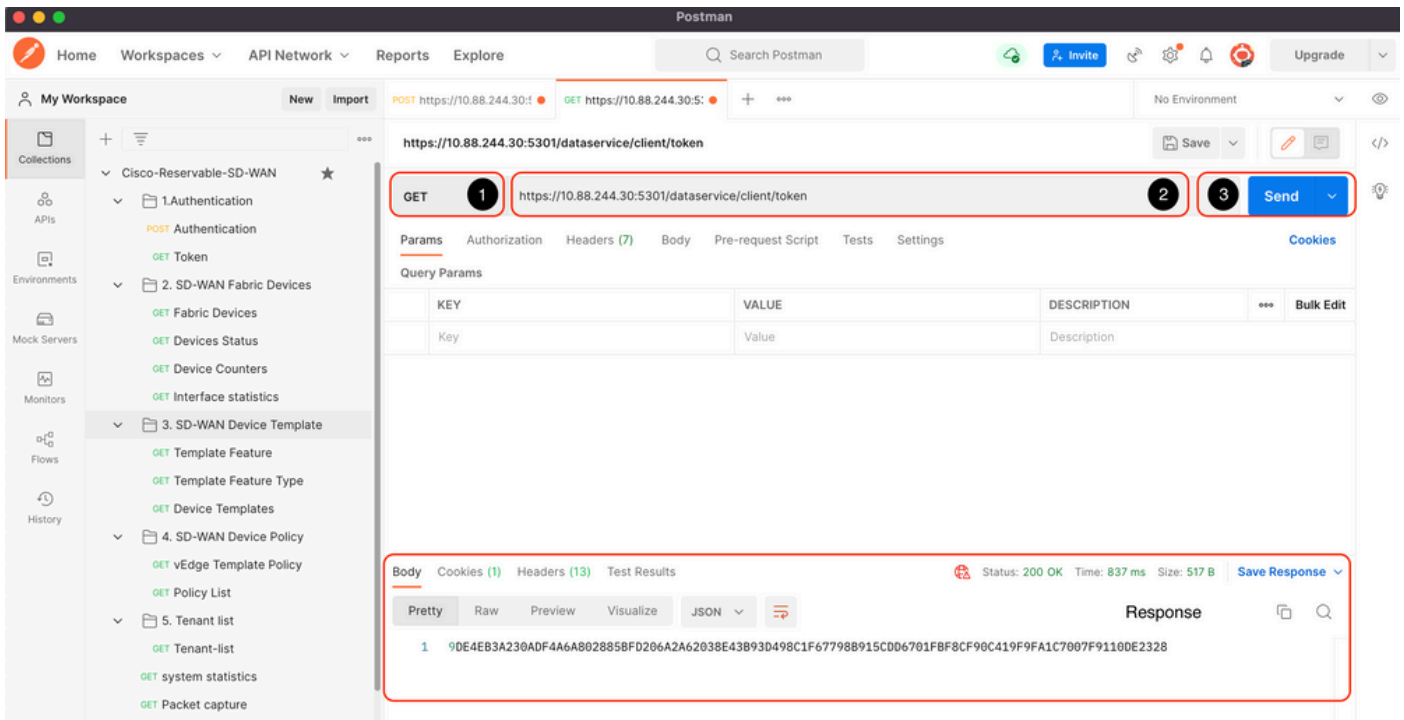 Postman
Home Workspaces API Network Reports Explore Search Postman Invite Upgrade
My Workspace New Import POST https://10.88.244.30:5 GET https://10.88.244.30:5: + ooo No Environment
Collections
APIs
Environments
Mock Servers
Monitors
Flows
History
Cisco-Reservable-SD-WAN
1.Authentication
POST Authentication
GET Token
2. SD-WAN Fabric Devices
GET Fabric Devices
GET Devices Status
GET Device Counters
GET Interface statistics
3. SD-WAN Device Template
GET Template Feature
GET Template Feature Type
GET Device Templates
4. SD-WAN Device Policy
GET vEdge Template Policy
GET Policy List
5. Tenant list
GET Tenant-list
GET system statistics
GET Packet capture
https://10.88.244.30:5301/dataservice/client/token Save </>
GET 1 https://10.88.244.30:5301/dataservice/client/token 2 3 Send
Params Authorization Headers (7) Body Pre-request Script Tests Settings Cookies
Query Params
KEY VALUE DESCRIPTION ooo Bulk Edit
Key Value Description
Body Cookies (1) Headers (13) Test Results Status: 200 OK Time: 837 ms Size: 517 B Save Response
Pretty Raw Preview Visualize JSON Response
1 9DE4EB3A230ADF4A6A802885BFD206A2A62038E43B93D498C1F67798B915CDD6701FBF8CF90C419F9FA1C7007F9110DE2328